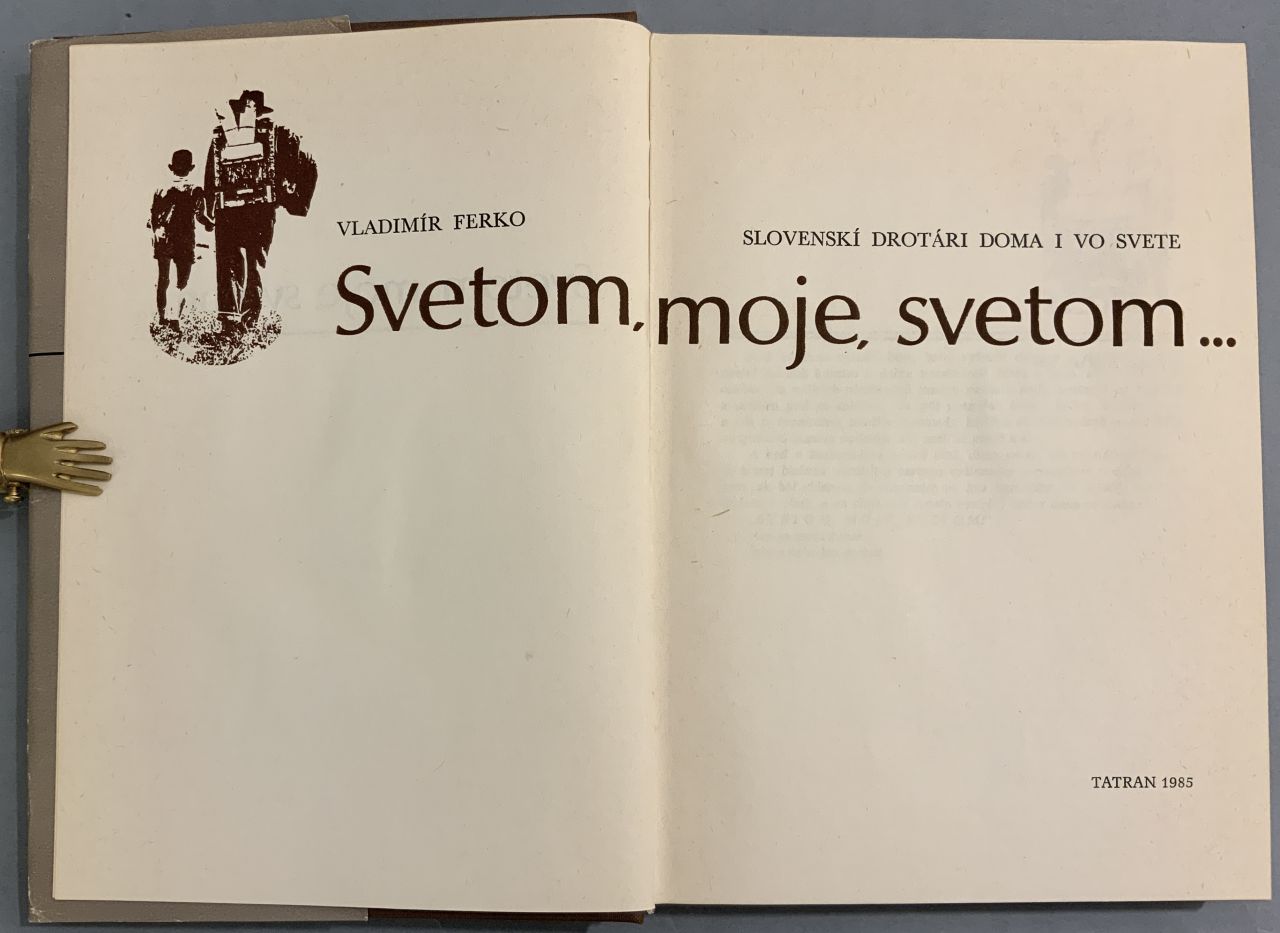 VLADIMÍR FERKO
SLOVENSKÍ DROTÁRI DOMA I VO SVETE
Svetom, moje, svetom...
TATRAN 1985